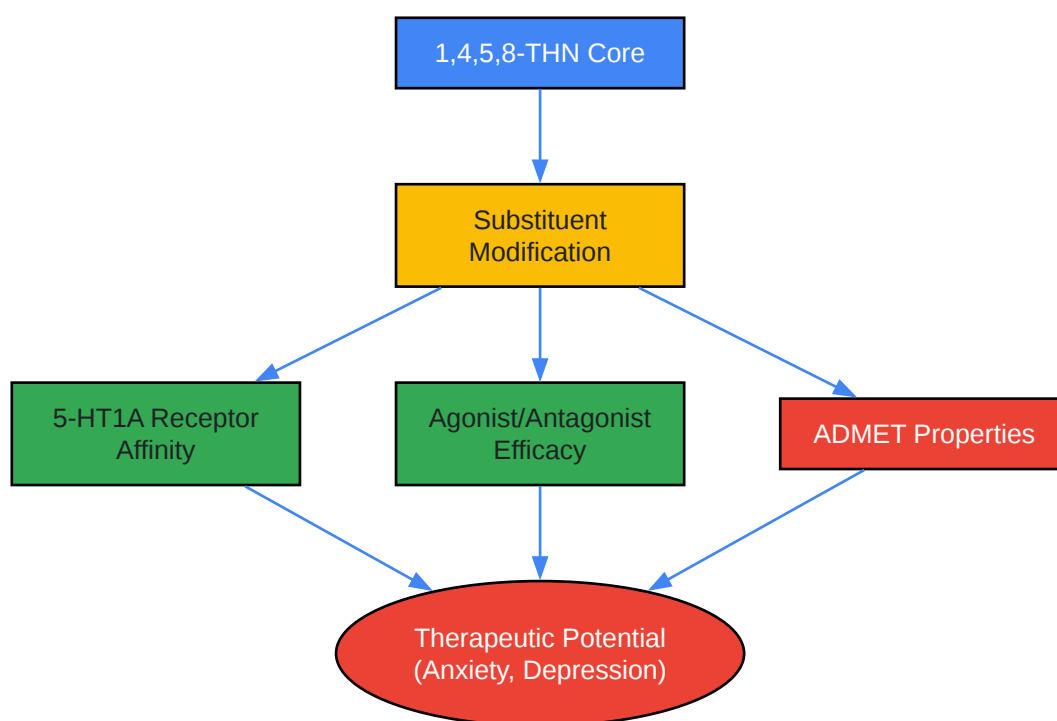 1,4,5,8-THN Core
Substituent
Modification
5-HT1A Receptor
Affinity
Agonist/Antagonist
Efficacy
ADMET Properties
Therapeutic Potential
(Anxiety, Depression)